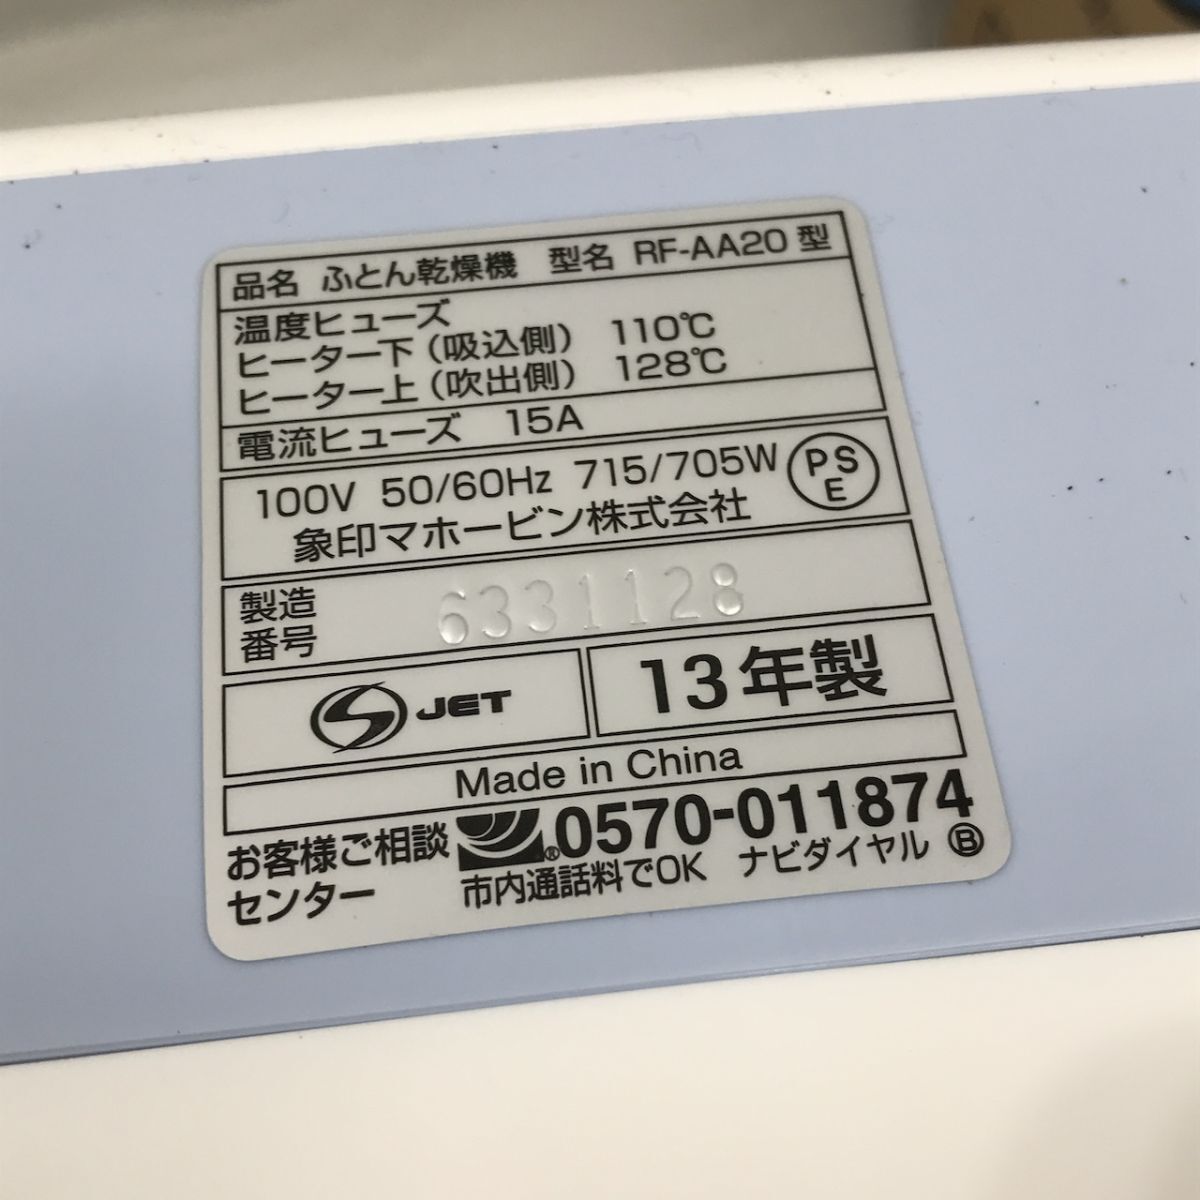 品名 ふとん乾燥機 型名 RF-AA20 型
温度ヒューズ
ヒーター下(吸込側) 110℃
ヒーター上(吹出側) 128℃
電流ヒューズ 15A
100V 50/60Hz 715/705W
PS
E
象印マホービン株式会社
製造
番号
6331128
JET
13年製
Made in China
お客様ご相談
センター
®0570-011874
市内通話料でOK ナビダイヤル Ⓑ